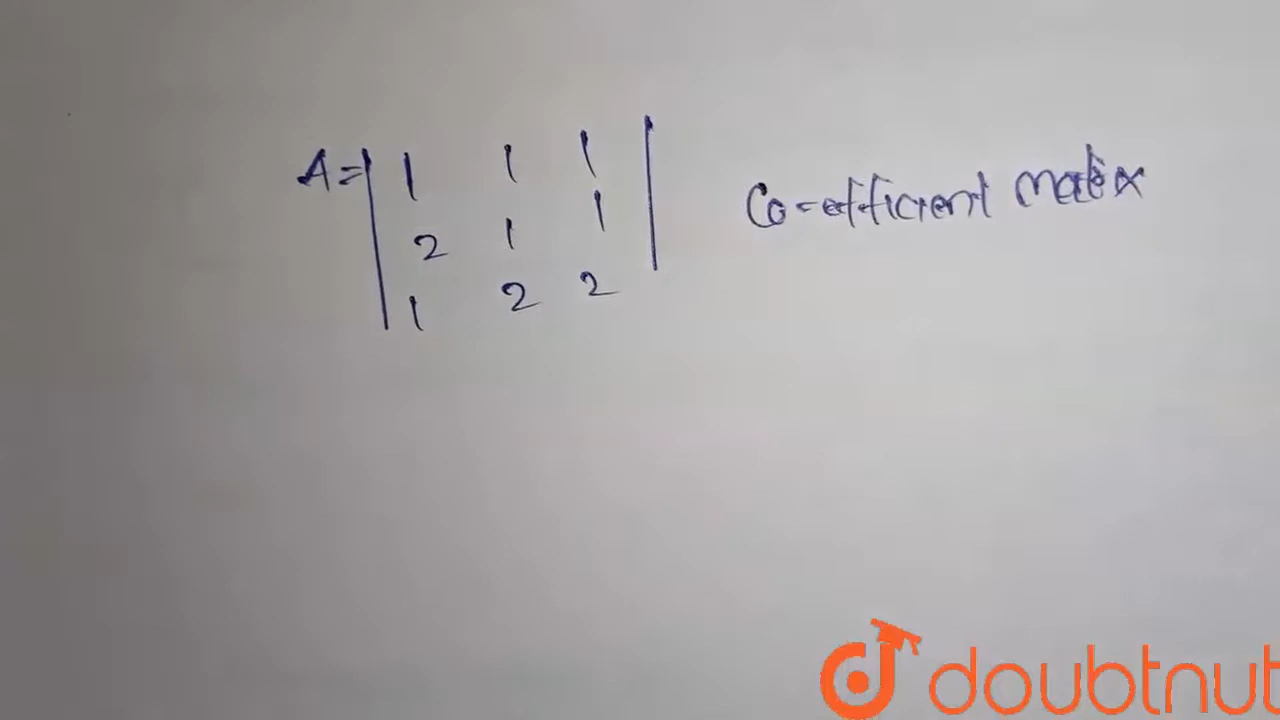 A = | 1 1 1 |
2 1 1
1 2 2
Co-efficient matrix
doubtnut